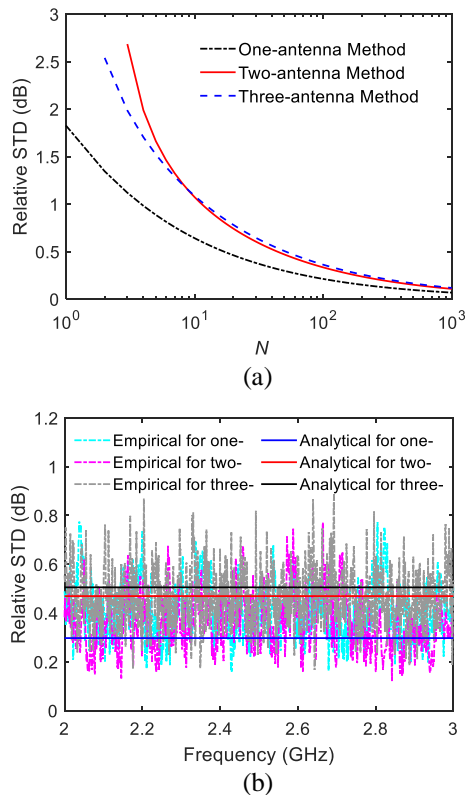 3
2.5
2
1.5
1
0.5
0
Relative STD (dB)
One-antenna Method
Two-antenna Method
Three-antenna Method
10^0
10^1
10^2
10^3
N
(a)
1.2
1
0.8
0.6
0.4
0.2
0
Relative STD (dB)
Empirical for one- Analytical for one-
Empirical for two- Analytical for two-
Empirical for three- Analytical for three-
2 2.2 2.4 2.6 2.8 3
Frequency (GHz)
(b)